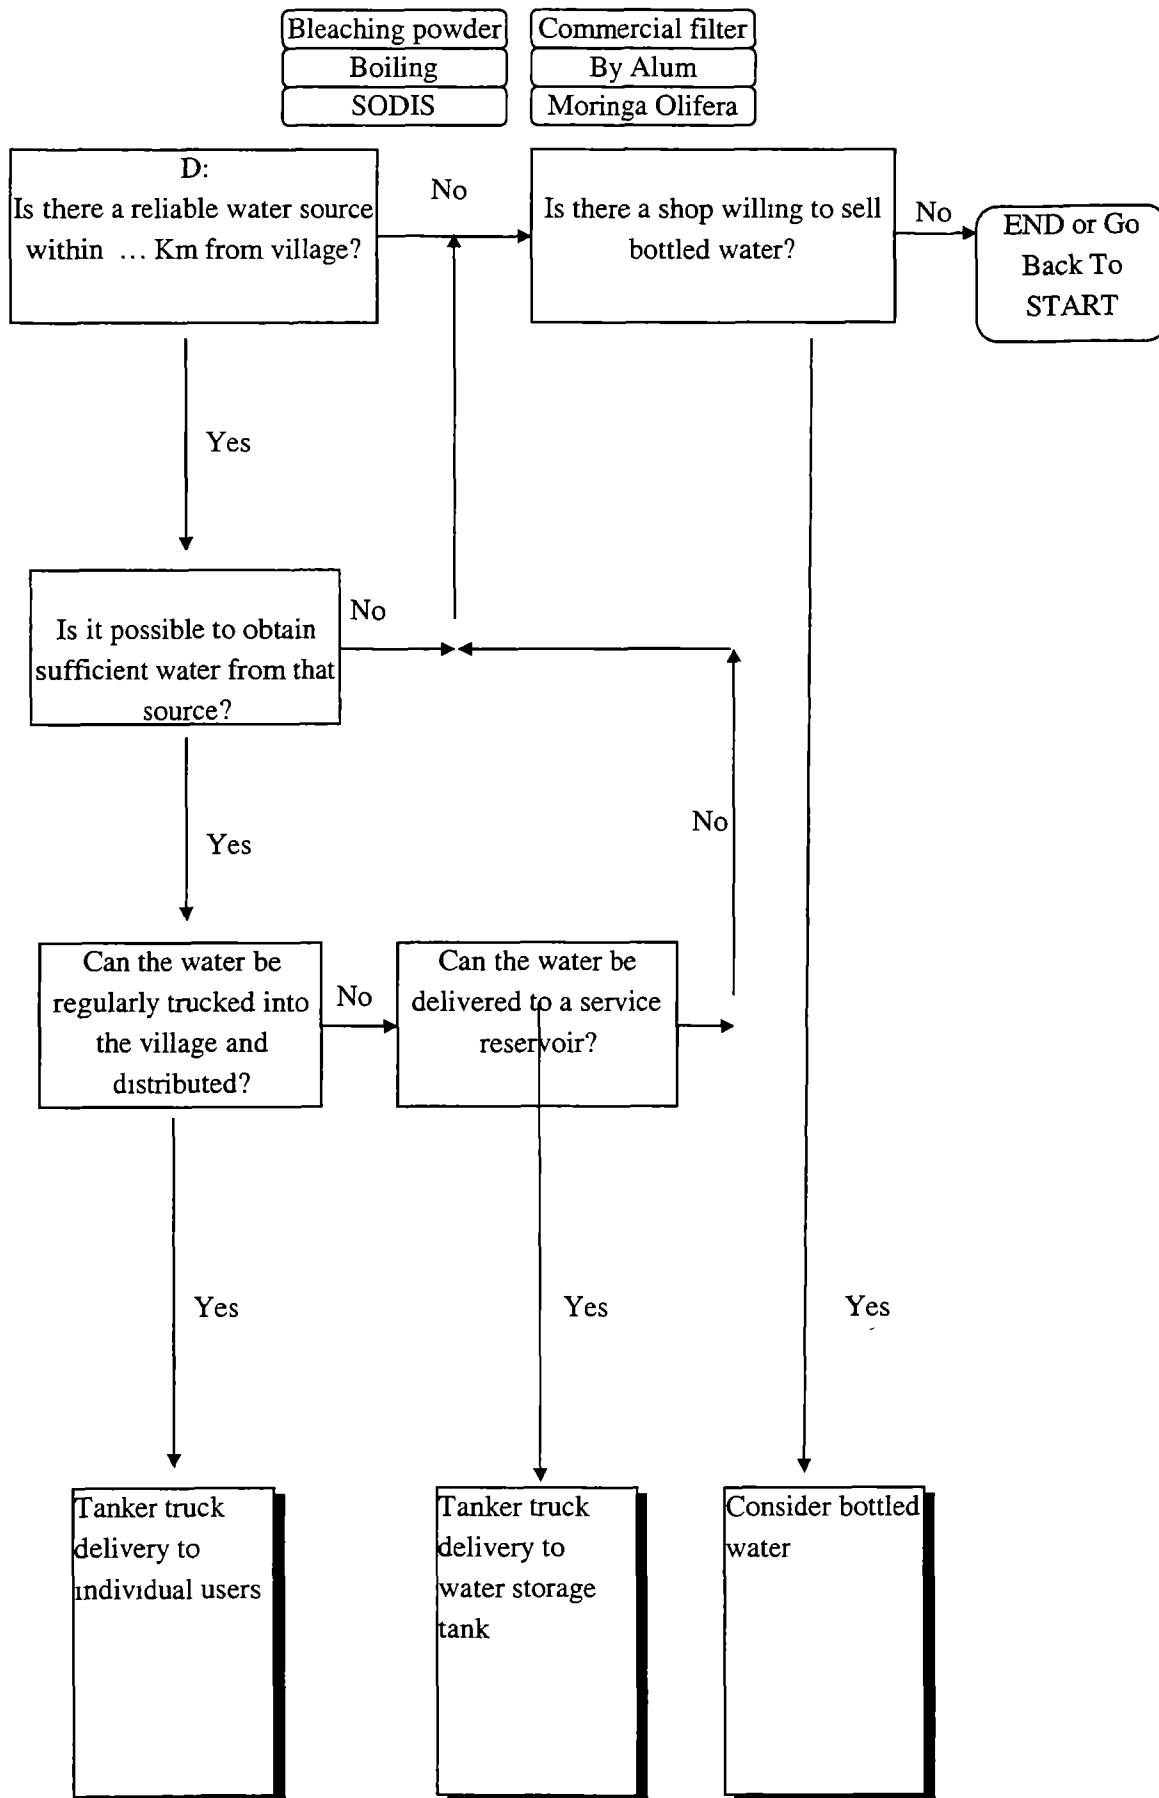 Bleaching powder
Commercial filter
Boiling
By Alum
SODIS
Moringa Olifera
D:
Is there a reliable water source
within ... Km from village?
No
Is there a shop willing to sell
bottled water?
No
END or Go
Back To
START
Yes
Is it possible to obtain
sufficient water from that
source?
No
Yes
No
Can the water be
regularly trucked into
the village and
distributed?
No
Can the water be
delivered to a service
reservoir?
Yes
Yes
Yes
Tanker truck
delivery to
individual users
Tanker truck
delivery to
water storage
tank
Consider bottled
water